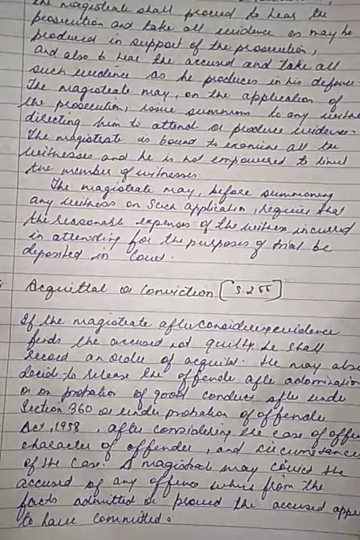 the magistrate shall proceed to hear the
prosecution and take all evidence as may be
produced in support of the prosecution,
and also to hear the accused and take all
such evidence as he produces in his defence.
The magistrate may, on the application of
the prosecution, issue summons to any witne
directing him to attend or produce evidence.
The magistrate is bound to examine all the
witnesses and he is not empowered to limit
the number of witnesses.
The magistrate may, before summoning
any witness on such application, require that
the reasonable expenses of the witness incurred
in attending for the purposes of trial be
deposited in Court.
Acquittal or Conviction [S.255]
If the magistrate after considering evidence
finds the accused not guilty, he shall
record an order of acquittal. He may also
decide to release the offender after admonition
or on probation of good conduct after under
Section 360 or under probation of offender
Act, 1958, after considering the case of offen
character of offender, and circumstances
of the case. A magistrate may convict the
accused of any offence which from the
facts admitted or proved the accused appe
to have committed.